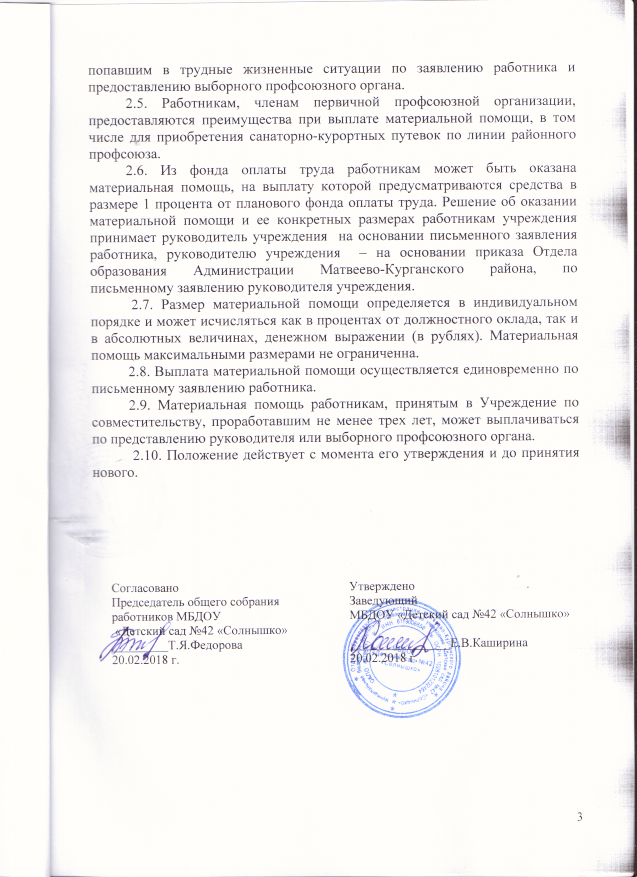 попавшим в трудные жизненные ситуации по заявлению работника и
предоставлению выборного профсоюзного органа.
2.5. Работникам, членам первичной профсоюзной организации,
предоставляются преимущества при выплате материальной помощи, в том
числе для приобретения санаторно-курортных путевок по линии районного
профсоюза.
2.6. Из фонда оплаты труда работникам может быть оказана
материальная помощь, на выплату которой предусматриваются средства в
размере 1 процента от планового фонда оплаты труда. Решение об оказании
материальной помощи и ее конкретных размерах работникам учреждения
принимает руководитель учреждения на основании письменного заявления
работника, руководителю учреждения – на основании приказа Отдела
образования Администрации Матвеево-Курганского района, по
письменному заявлению руководителя учреждения.
2.7. Размер материальной помощи определяется в индивидуальном
порядке и может исчисляться как в процентах от должностного оклада, так и
в абсолютных величинах, денежном выражении (в рублях). Материальная
помощь максимальными размерами не ограниченна.
2.8. Выплата материальной помощи осуществляется единовременно по
письменному заявлению работника.
2.9. Материальная помощь работникам, принятым в Учреждение по
совместительству, проработавшим не менее трех лет, может выплачиваться
по представлению руководителя или выборного профсоюзного органа.
2.10. Положение действует с момента его утверждения и до принятия
нового.
Согласовано
Председатель общего собрания
работников МБДОУ
«Детский сад №42 «Солнышко»
Т.Я.Федорова
20.02.2018 г.
Утверждено
Заведующий
МБДОУ «Детский сад №42 «Солнышко»
Е.В.Каширина
20.02.2018 г.
3